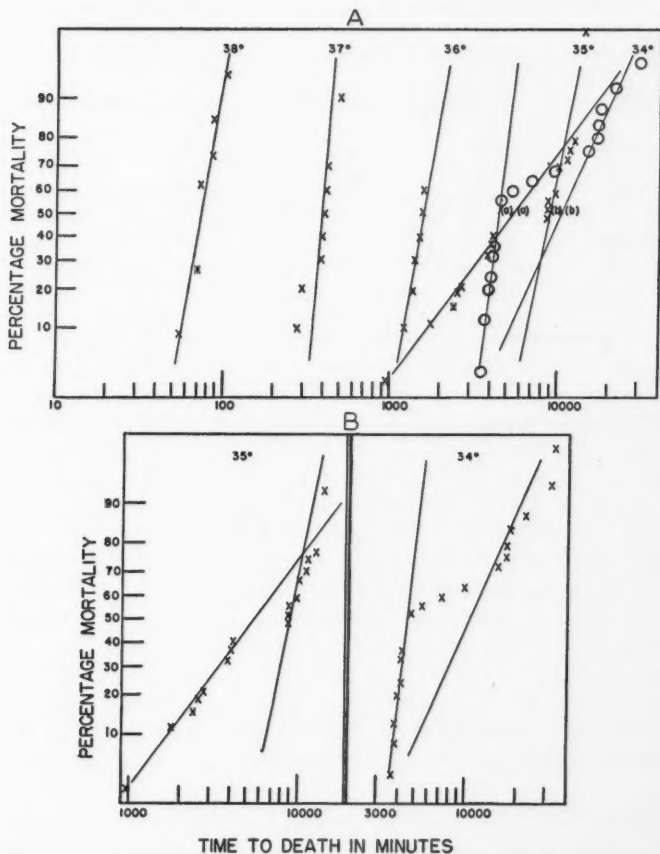 A
38° 37° 36° 35° 34°
PERCENTAGE MORTALITY
90
80
70
60
50
40
30
20
10
(a) (a) (b) (b)
10 100 1000 10000
B
35° 34°
PERCENTAGE MORTALITY
90
80
70
60
50
40
30
20
10
1000 10000 3000 10000
TIME TO DEATH IN MINUTES